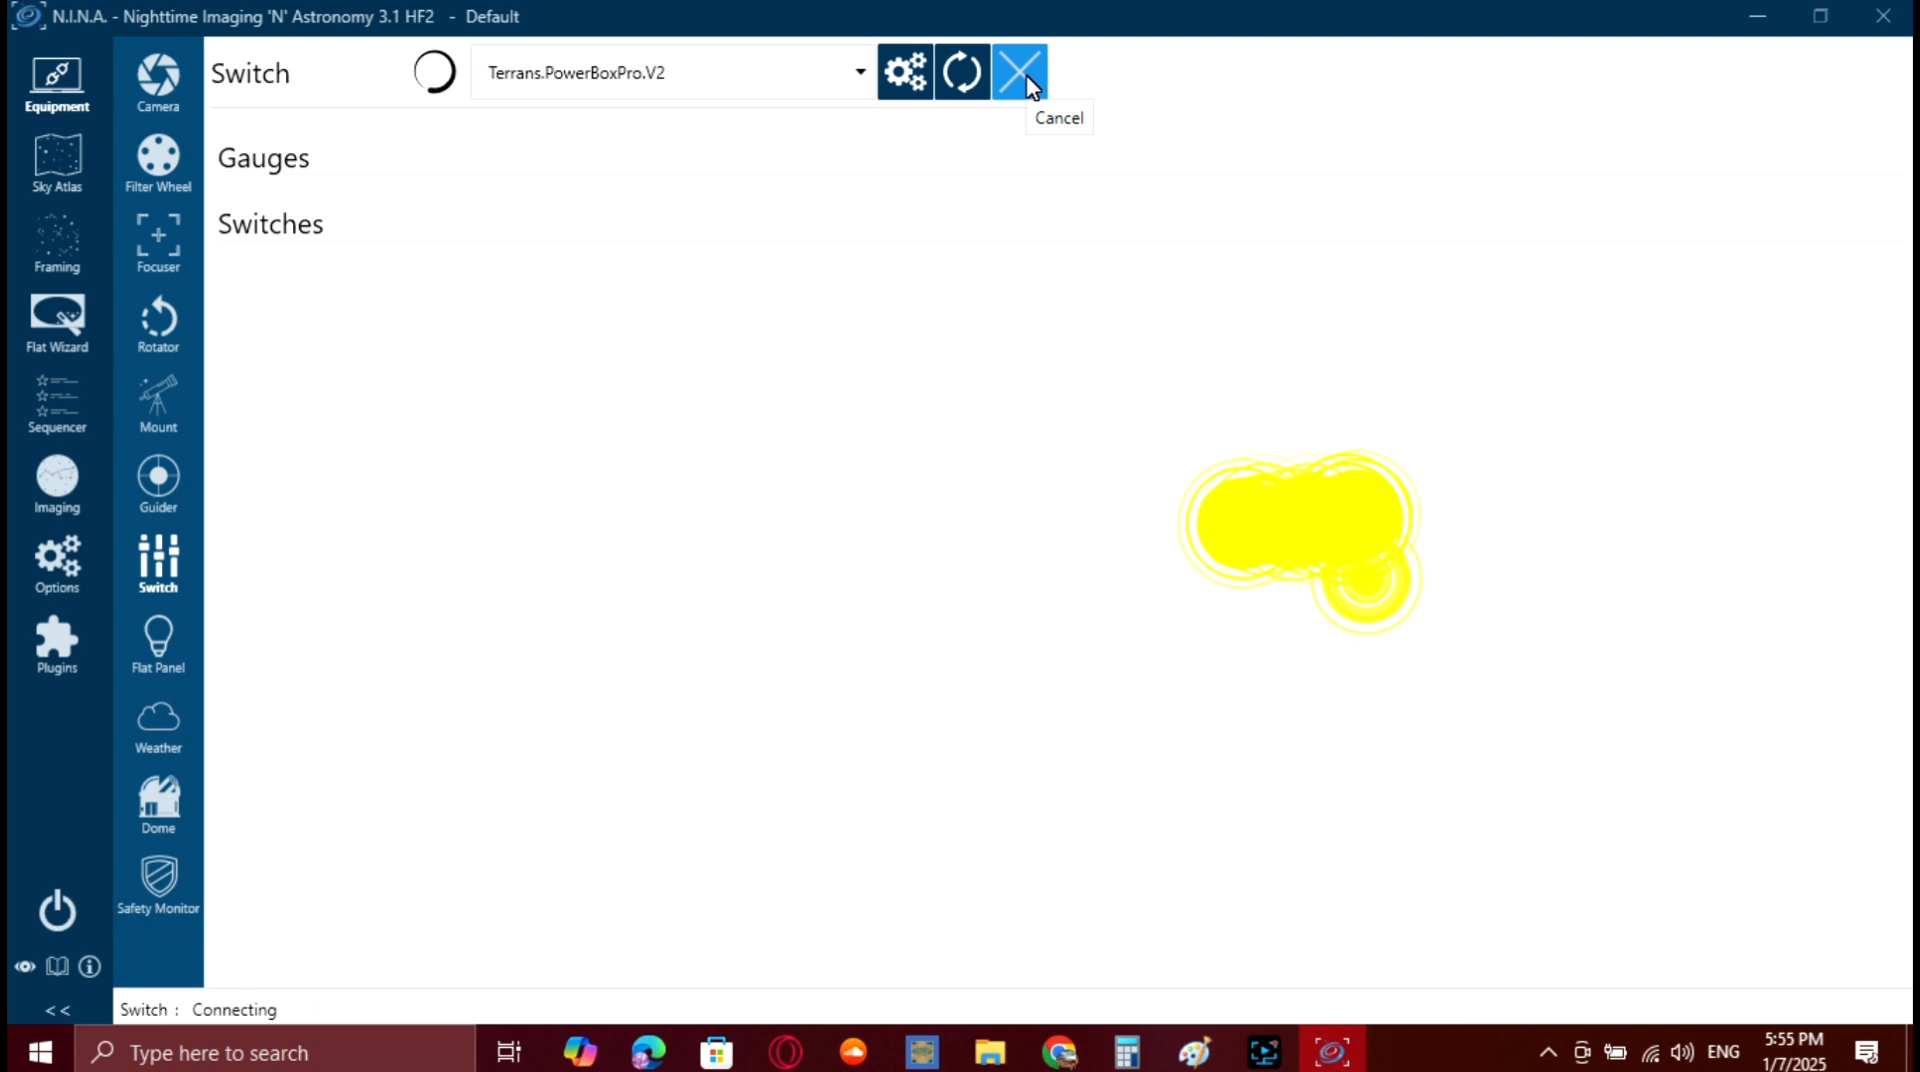 N.I.N.A. - Nighttime Imaging 'N' Astronomy 3.1 HF2 - Default
Equipment
Sky Atlas
Framing
Flat Wizard
Sequencer
Imaging
Options
Plugins
<<
Camera
Filter Wheel
Focuser
Rotator
Mount
Guider
Switch
Flat Panel
Weather
Dome
Safety Monitor
Switch
Terrans.PowerBoxPro.V2
Cancel
Gauges
Switches
Switch : Connecting
Type here to search
ENG
5:55 PM
1/7/2025